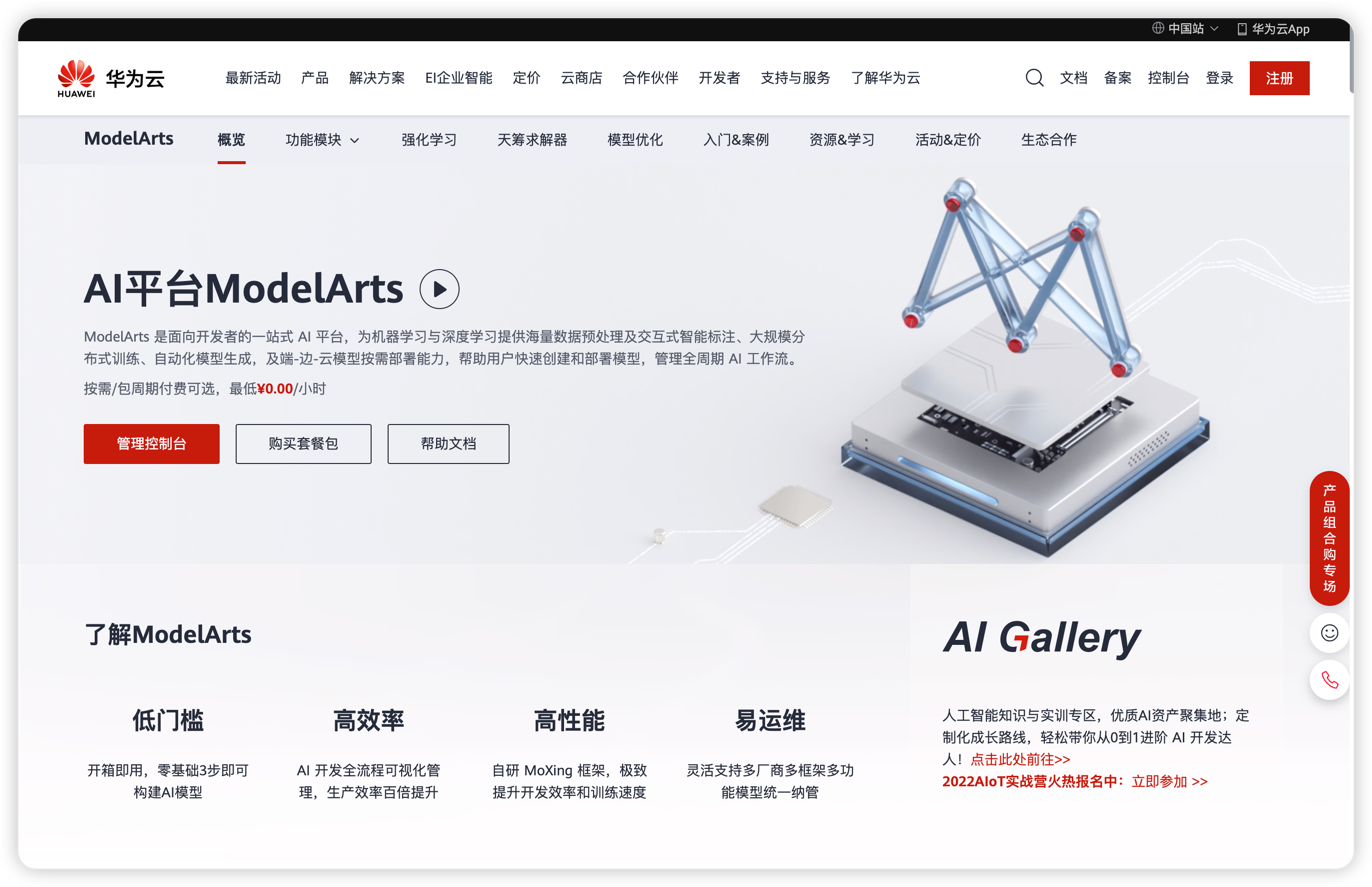 中国站
华为云App
HUAWEI
华为云
最新活动 产品 解决方案 EI企业智能 定价 云商店 合作伙伴 开发者 支持与服务 了解华为云
文档 备案 控制台 登录 注册
ModelArts 概览 功能模块 强化学习 天筹求解器 模型优化 入门&案例 资源&学习 活动&定价 生态合作
AI平台ModelArts
ModelArts 是面向开发者的一站式 AI 平台，为机器学习与深度学习提供海量数据预处理及交互式智能标注、大规模分
布式训练、自动化模型生成，及端-边-云模型按需部署能力，帮助用户快速创建和部署模型，管理全周期 AI 工作流。
按需/包周期付费可选，最低¥0.00/小时
管理控制台 购买套餐包 帮助文档
产
品
组
合
购
专
场
了解ModelArts
低门槛
开箱即用，零基础3步即可
构建AI模型
高效率
AI 开发全流程可视化管
理，生产效率百倍提升
高性能
自研 MoXing 框架，极致
提升开发效率和训练速度
易运维
灵活支持多厂商多框架多功
能模型统一纳管
AI Gallery
人工智能知识与实训专区，优质AI资产聚集地；定
制化成长路线，轻松带你从0到1进阶 AI 开发达
人！点击此处前往>>
2022AIoT实战营火热报名中：立即参加 >>